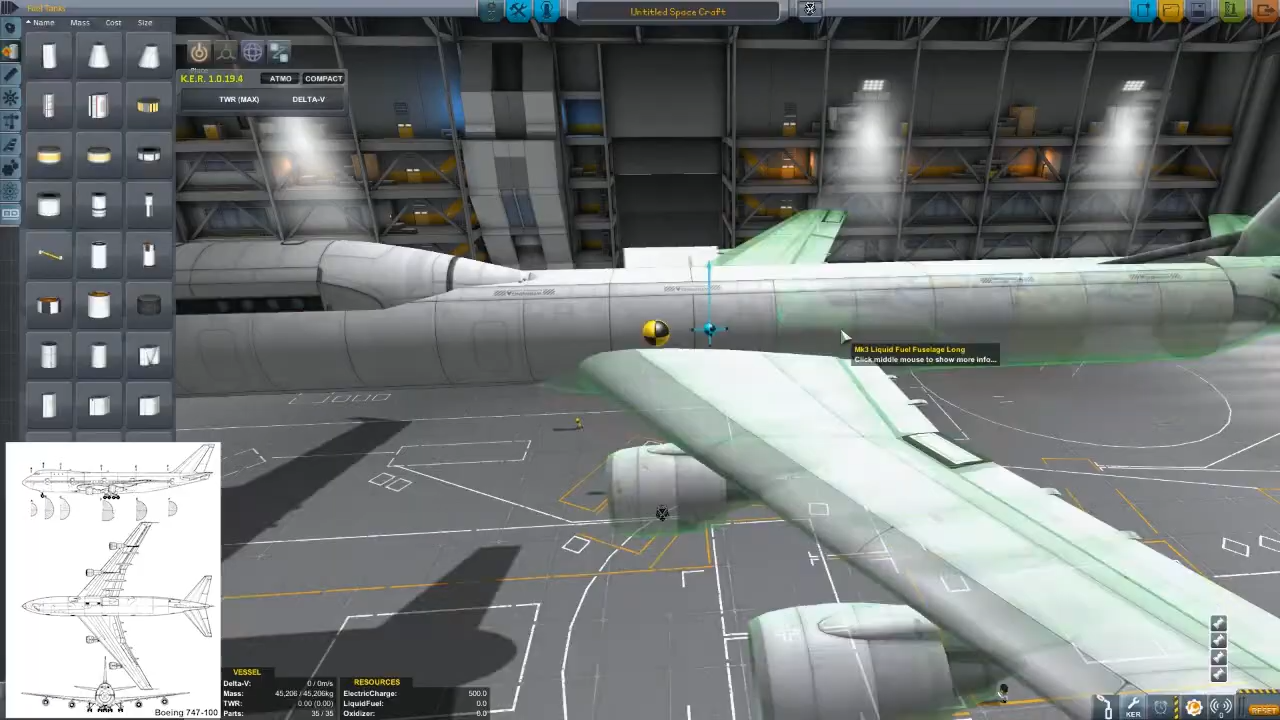 Fuel Tanks
Untitled Space Craft
Name Mass Cost Size
K.E.R. 1.0.19.4 ATMO COMPACT
TWR (MAX) DELTA-V
Mk3 Liquid Fuel Fuselage Long
Click middle mouse to show more info...
Boeing 747-100
VESSEL
Delta-V: 0 / 0m/s
Mass: 45,206 / 45,206kg
TWR: 0.00 (0.00)
Parts: 35 / 35
RESOURCES
ElectricCharge: 500.0
LiquidFuel: 0.0
Oxidizer: 0.0
KER
0
RESET